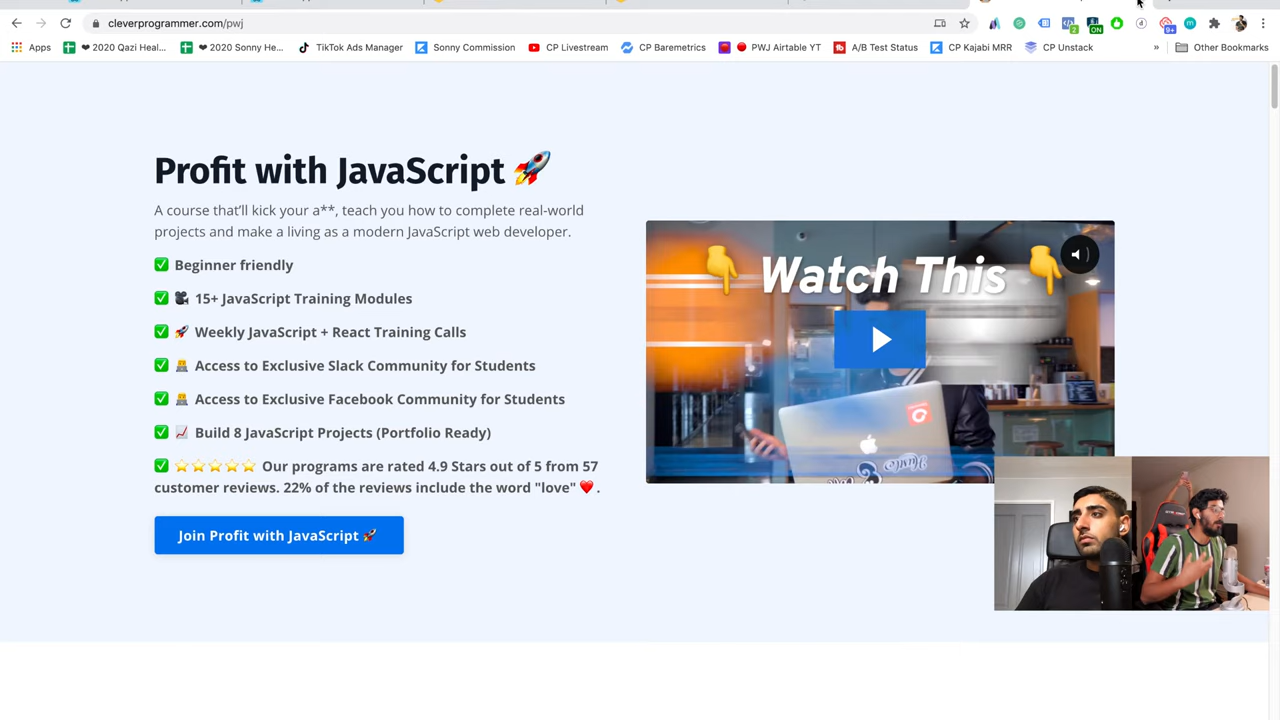 cleverprogrammer.com/pwj
Apps
❤ 2020 Qazi Heal...
❤ 2020 Sonny He...
TikTok Ads Manager
Sonny Commission
CP Livestream
CP Baremetrics
PWJ Airtable YT
A/B Test Status
CP Kajabi MRR
CP Unstack
»
Other Bookmarks
2
ON
9+
Profit with JavaScript 🚀
A course that'll kick your a**, teach you how to complete real-world
projects and make a living as a modern JavaScript web developer.
✅ Beginner friendly
✅ 🎥 15+ JavaScript Training Modules
✅ 🚀 Weekly JavaScript + React Training Calls
✅ 👨‍💻 Access to Exclusive Slack Community for Students
✅ 👨‍💻 Access to Exclusive Facebook Community for Students
✅ 📈 Build 8 JavaScript Projects (Portfolio Ready)
✅ ⭐⭐⭐⭐⭐ Our programs are rated 4.9 Stars out of 5 from 57
customer reviews. 22% of the reviews include the word "love" ❤️ .
Join Profit with JavaScript 🚀
👇 Watch This 👇